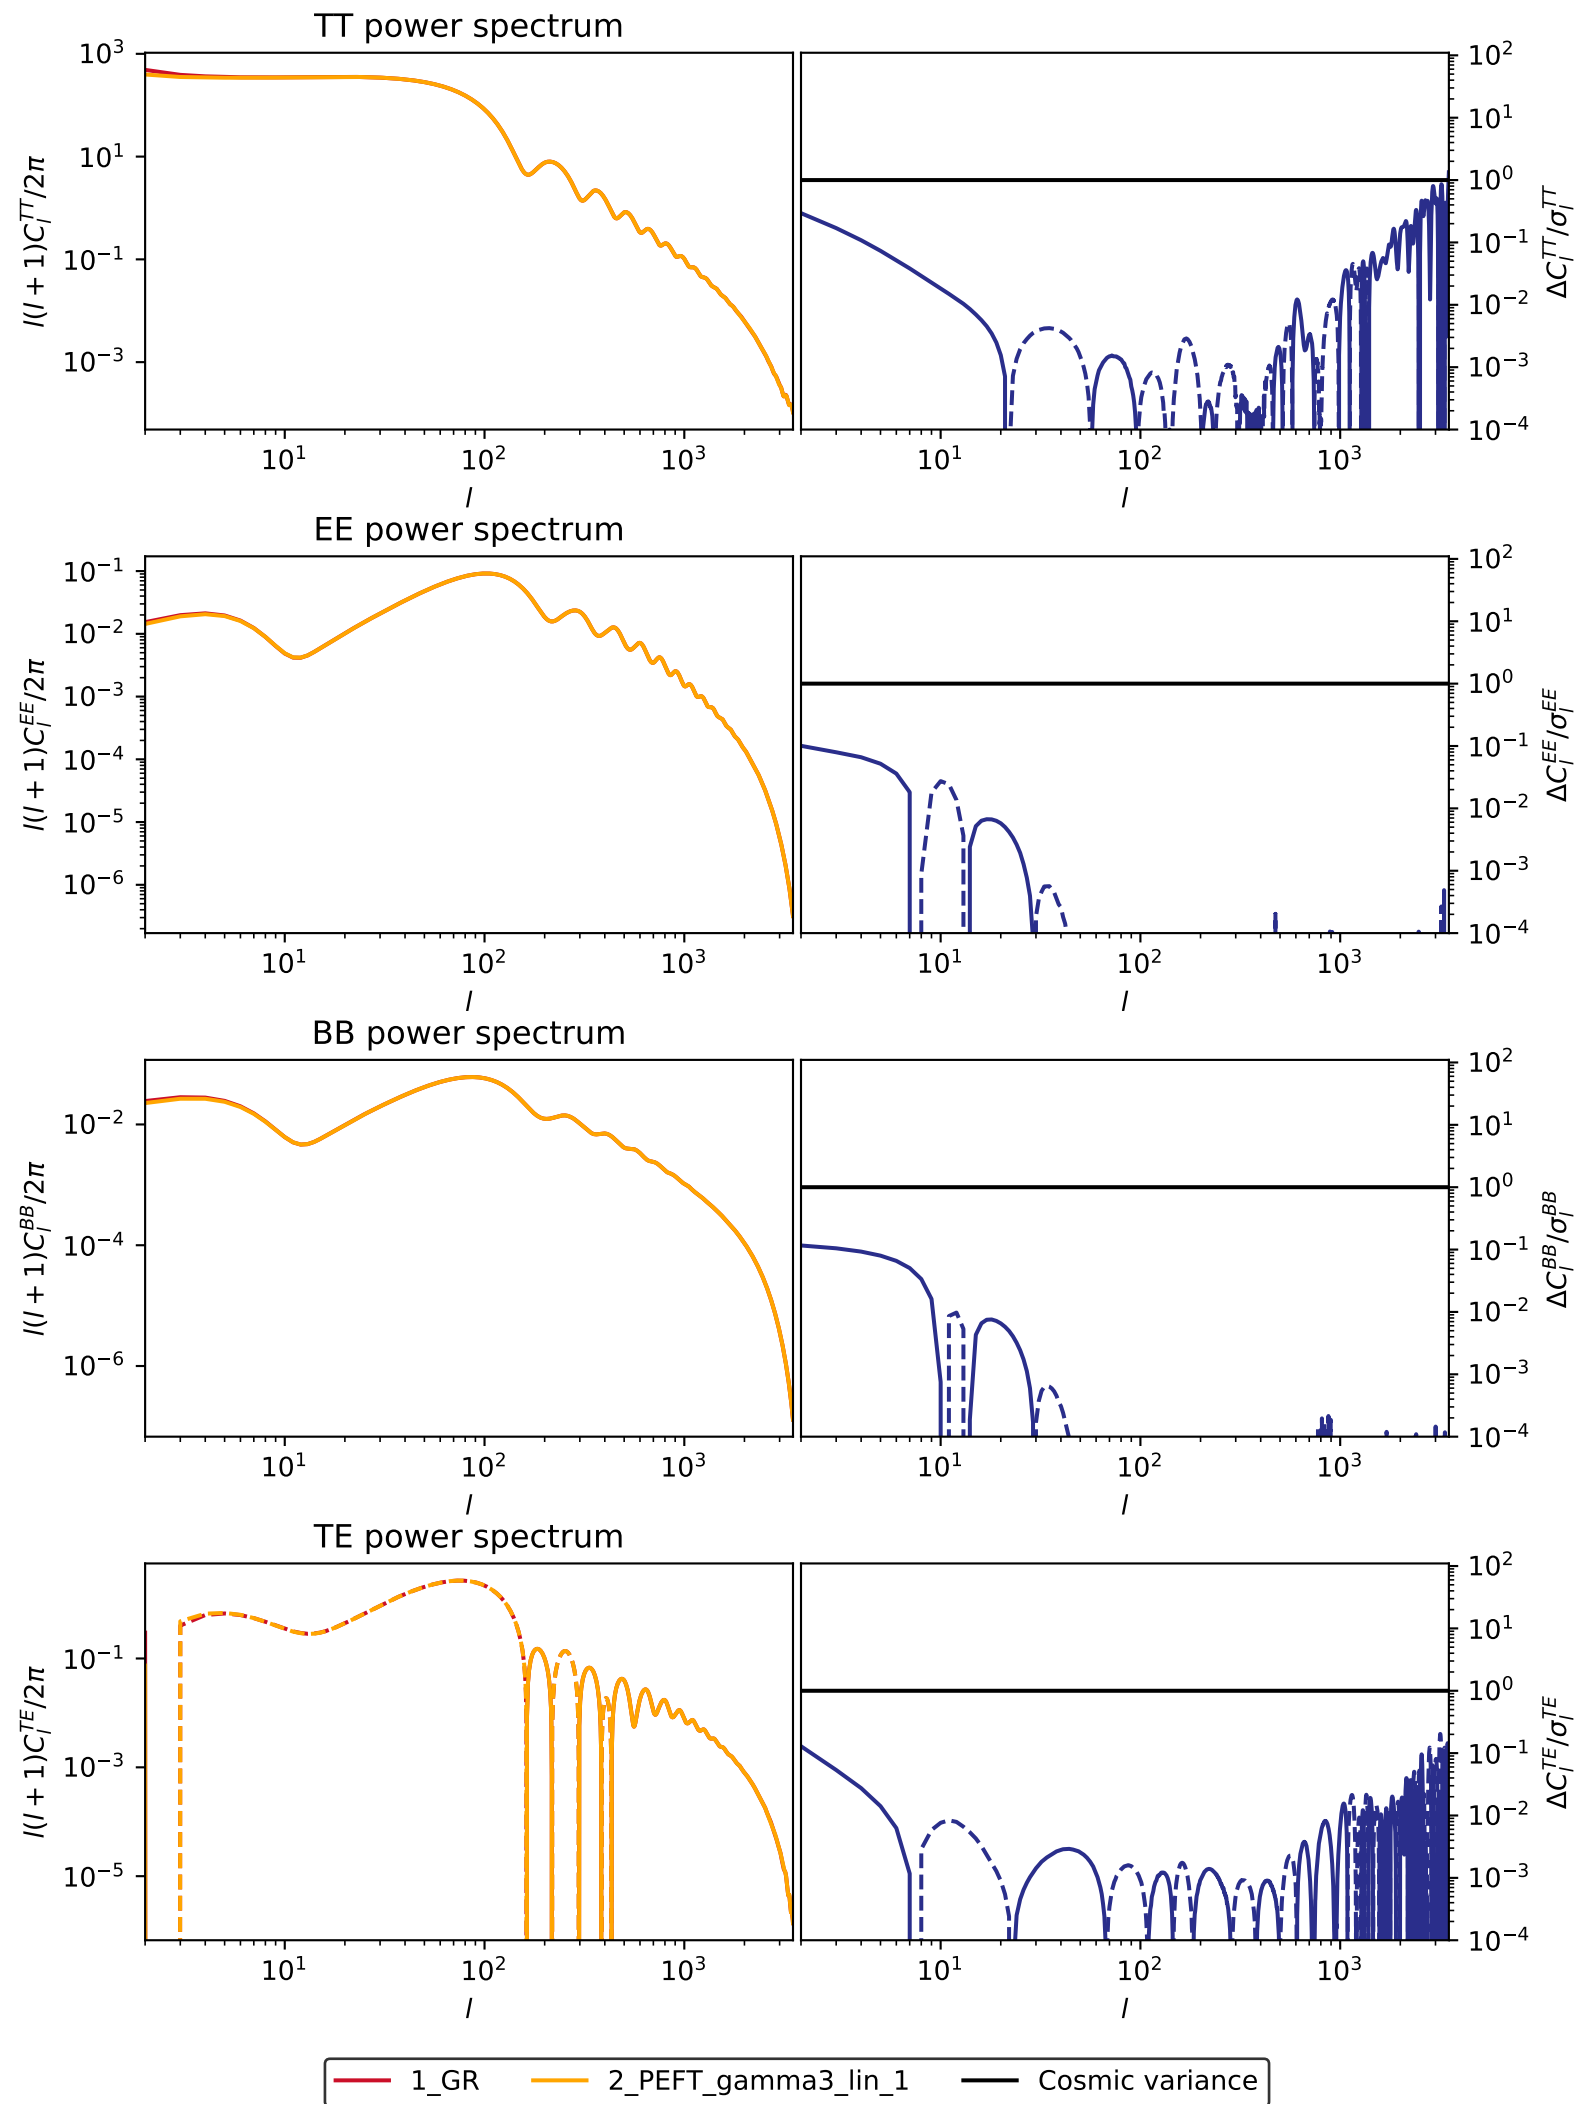 TT power spectrum
l(l + 1)C_l^{TT}/2π
10^3
10^1
10^{-1}
10^{-3}
10^1 10^2 10^3
l
10^1 10^2 10^3
l
10^2
10^1
10^0
10^{-1}
10^{-2}
10^{-3}
10^{-4}
ΔC_l^{TT}/σ_l^{TT}
EE power spectrum
l(l + 1)C_l^{EE}/2π
10^{-1}
10^{-2}
10^{-3}
10^{-4}
10^{-5}
10^{-6}
10^1 10^2 10^3
l
10^1 10^2 10^3
l
10^2
10^1
10^0
10^{-1}
10^{-2}
10^{-3}
10^{-4}
ΔC_l^{EE}/σ_l^{EE}
BB power spectrum
l(l + 1)C_l^{BB}/2π
10^{-2}
10^{-4}
10^{-6}
10^1 10^2 10^3
l
10^1 10^2 10^3
l
10^2
10^1
10^0
10^{-1}
10^{-2}
10^{-3}
10^{-4}
ΔC_l^{BB}/σ_l^{BB}
TE power spectrum
l(l + 1)C_l^{TE}/2π
10^{-1}
10^{-3}
10^{-5}
10^1 10^2 10^3
l
10^1 10^2 10^3
l
10^2
10^1
10^0
10^{-1}
10^{-2}
10^{-3}
10^{-4}
ΔC_l^{TE}/σ_l^{TE}
1_GR 2_PEFT_gamma3_lin_1 Cosmic variance